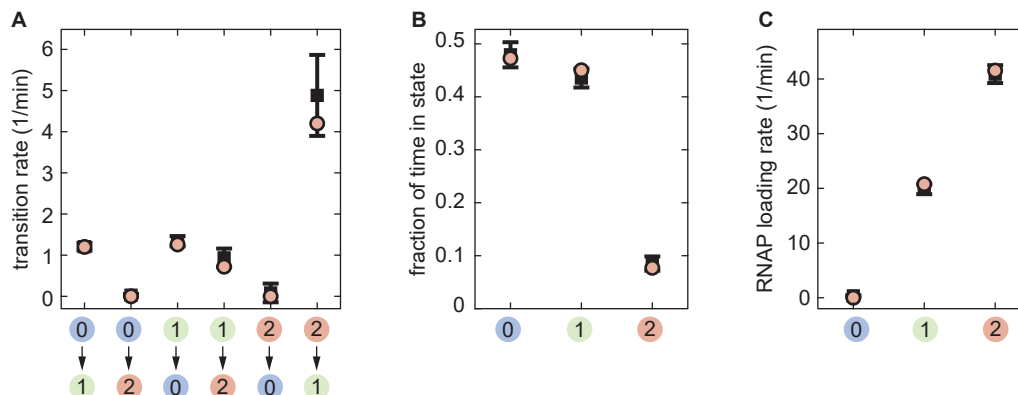 A
transition rate (1/min)
6
5
4
3
2
1
0
0 0 1 1 2 2
1 2 0 2 0 1
B
fraction of time in state
0.5
0.4
0.3
0.2
0.1
0
0 1 2
C
RNAP loading rate (1/min)
40
20
0
0 1 2